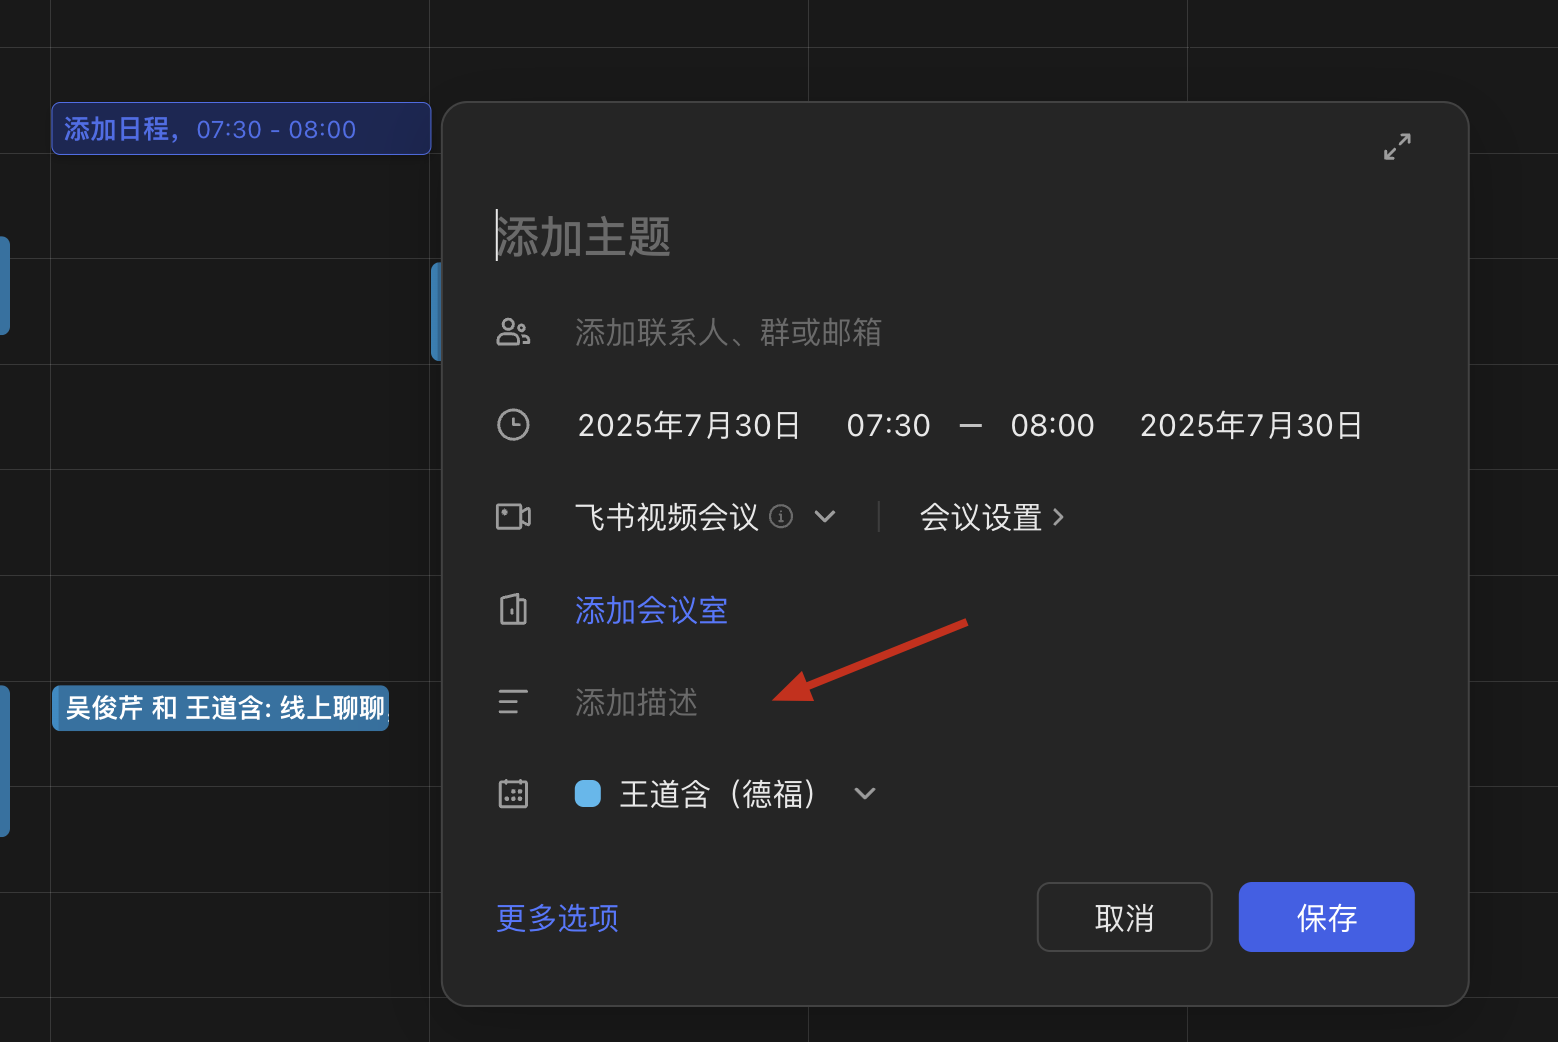 添加日程，07:30 - 08:00
添加主题
添加联系人、群或邮箱
2025年7月30日 07:30 — 08:00 2025年7月30日
飞书视频会议 会议设置
添加会议室
添加描述
吴俊芹 和 王道含: 线上聊聊
王道含（德福）
更多选项 取消 保存